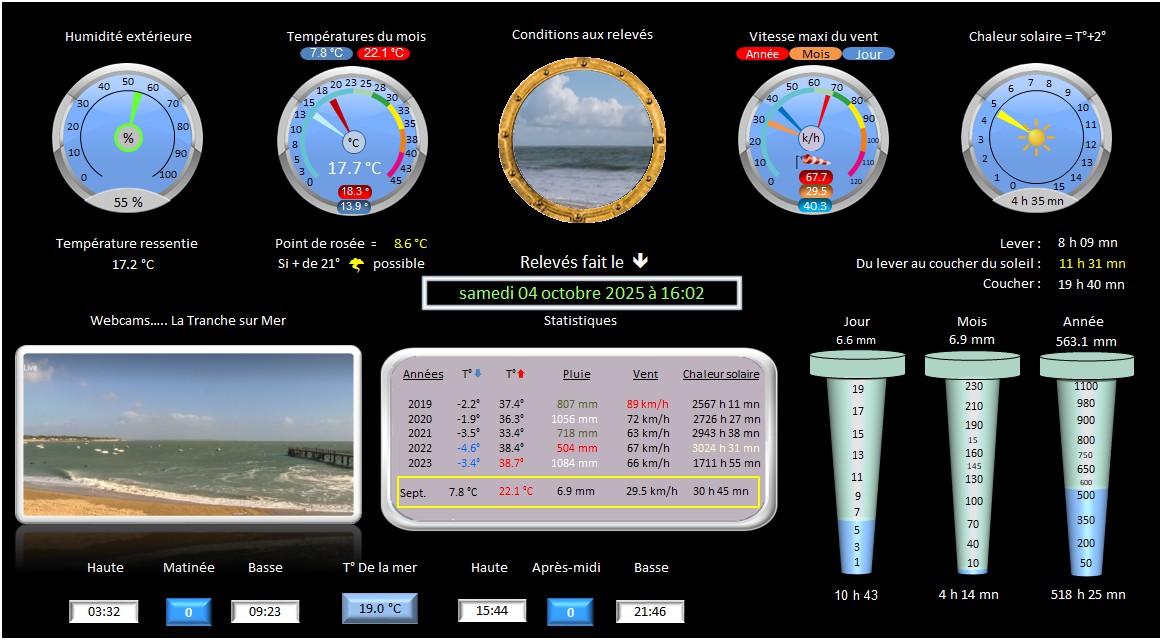 Humidité extérieure
0 10 20 30 40 50 60 70 80 90 100
%
55 %
Températures du mois
7.8 °C 22.1 °C
0 3 5 8 10 13 15 18 20 23 25 28 30 33 35 38 40 43 45
°C
17.7 °C
18.3 °
13.9 °
Conditions aux relevés
Vitesse maxi du vent
Année Mois Jour
0 10 20 30 40 50 60 70 80 90 100 110 120
k/h
67.7
29.5
40.3
Chaleur solaire = T°+2°
0 1 2 3 4 5 6 7 8 9 10 11 12 13 14 15
4 h 35 mn
Température ressentie
17.2 °C
Point de rosée = 8.6 °C
Si + de 21° possible
Relevés fait le
samedi 04 octobre 2025 à 16:02
Lever : 8 h 09 mn
Du lever au coucher du soleil : 11 h 31 mn
Coucher : 19 h 40 mn
Webcams..... La Tranche sur Mer
Live
Statistiques
Années T° T° Pluie Vent Chaleur solaire
2019 -2.2° 37.4° 807 mm 89 km/h 2567 h 11 mn
2020 -1.9° 36.3° 1056 mm 72 km/h 2726 h 27 mn
2021 -3.5° 33.4° 718 mm 63 km/h 2943 h 38 mn
2022 -4.6° 38.4° 504 mm 67 km/h 3024 h 31 mn
2023 -3.4° 38.7° 1084 mm 66 km/h 1711 h 55 mn
Sept. 7.8 °C 22.1 °C 6.9 mm 29.5 km/h 30 h 45 mn
Jour
6.6 mm
19
17
15
13
11
9
7
5
3
1
10 h 43
Mois
6.9 mm
230
210
190
15
160
145
130
100
70
40
10
4 h 14 mn
Année
563.1 mm
1100
980
900
800
750
650
600
500
350
200
50
518 h 25 mn
Haute Matinée Basse
03:32 0 09:23
T° De la mer
19.0 °C
Haute Après-midi Basse
15:44 0 21:46